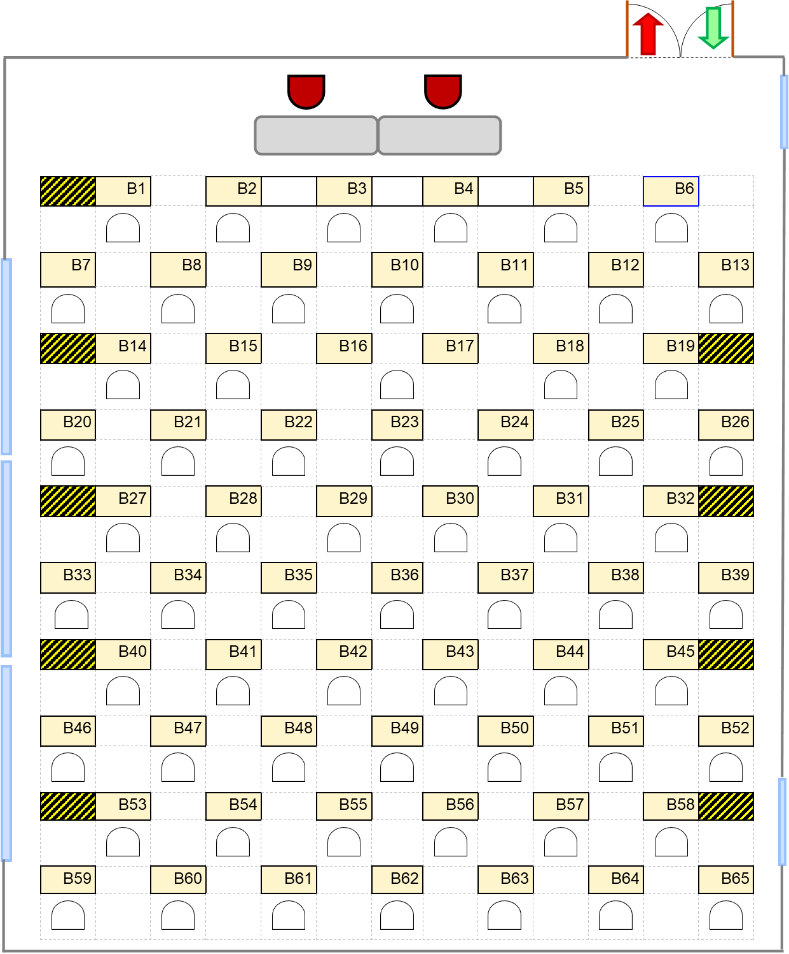 B1 B2 B3 B4 B5 B6
B7 B8 B9 B10 B11 B12 B13
B14 B15 B16 B17 B18 B19
B20 B21 B22 B23 B24 B25 B26
B27 B28 B29 B30 B31 B32
B33 B34 B35 B36 B37 B38 B39
B40 B41 B42 B43 B44 B45
B46 B47 B48 B49 B50 B51 B52
B53 B54 B55 B56 B57 B58
B59 B60 B61 B62 B63 B64 B65